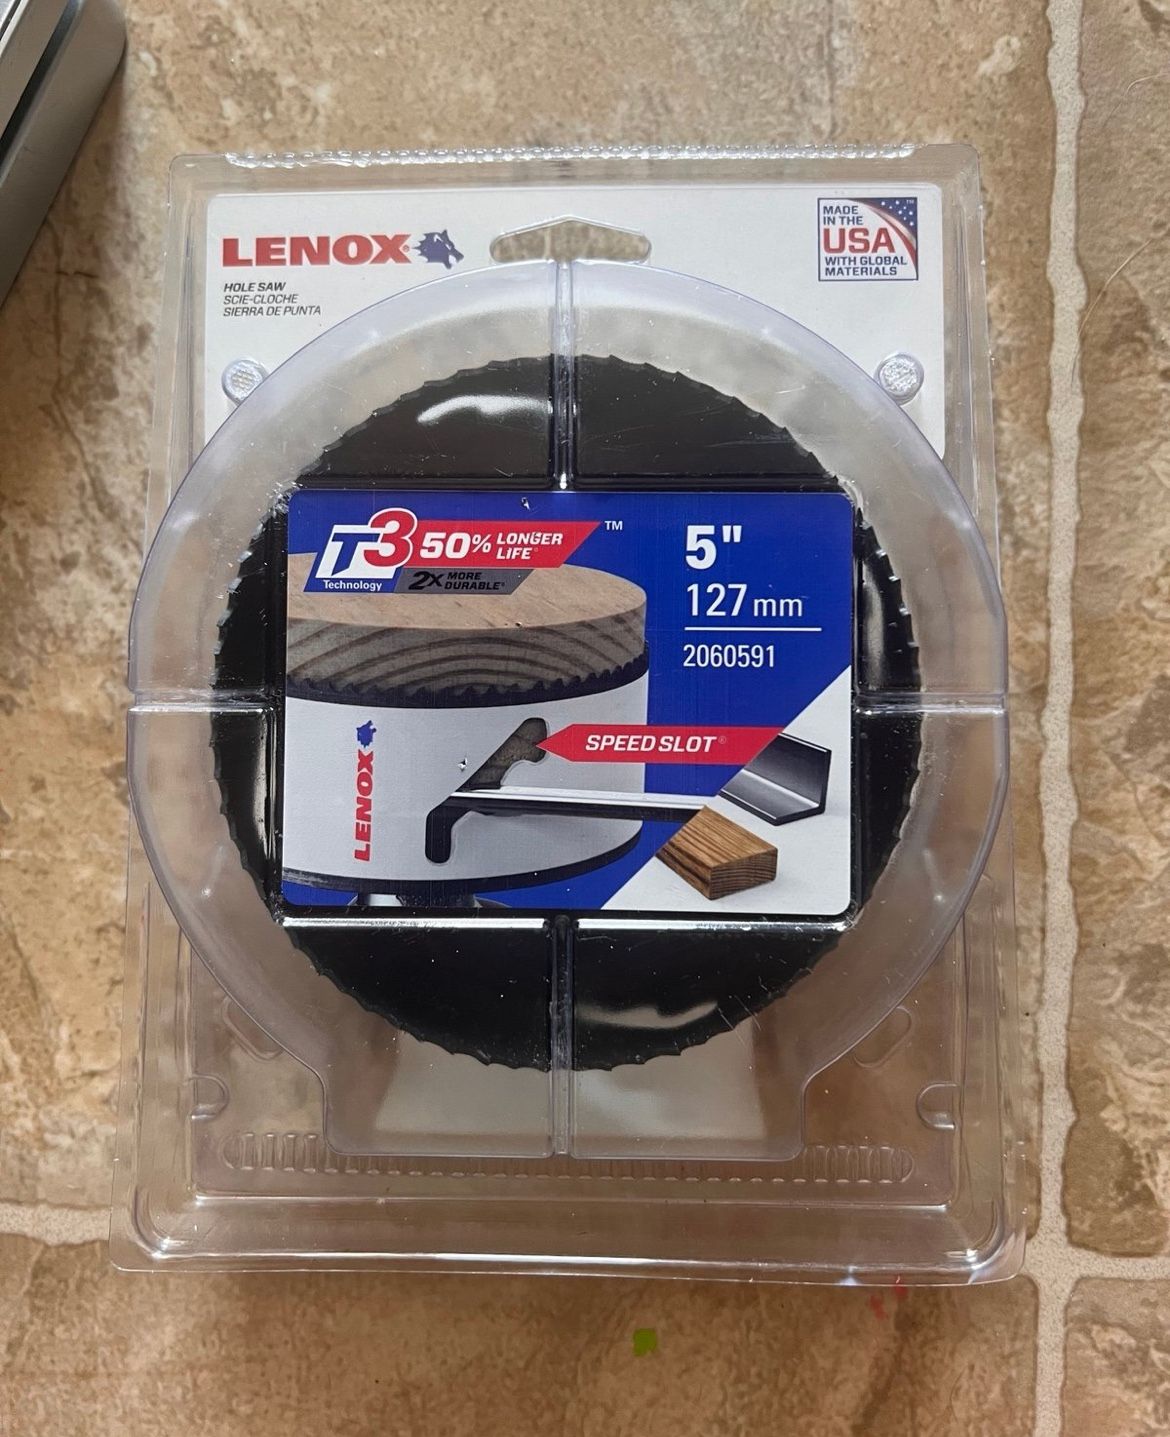 LENOX®
HOLE SAW
SCIE-CLOCHE
SIERRA DE PUNTA
MADE
IN THE
USA
WITH GLOBAL
MATERIALS
™
T3
Technology
50% LONGER
LIFE°
2X MORE
DURABLE°
™
5"
127 mm
2060591
SPEED SLOT®
LENOX